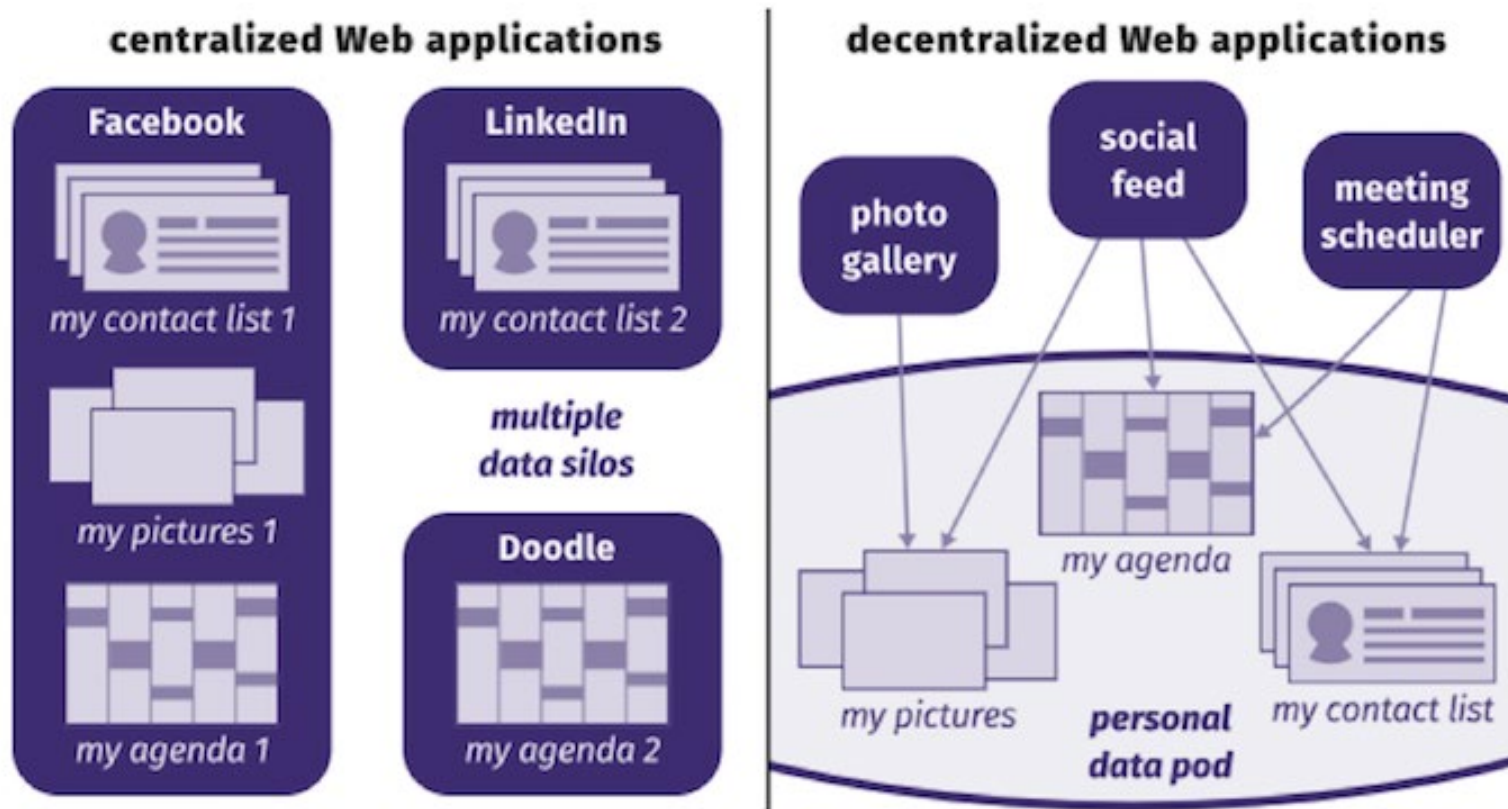 centralized Web applications
Facebook
my contact list 1
my pictures 1
my agenda 1
LinkedIn
my contact list 2
multiple
data silos
Doodle
my agenda 2
decentralized Web applications
photo
gallery
social
feed
meeting
scheduler
my agenda
my pictures
my contact list
personal
data pod